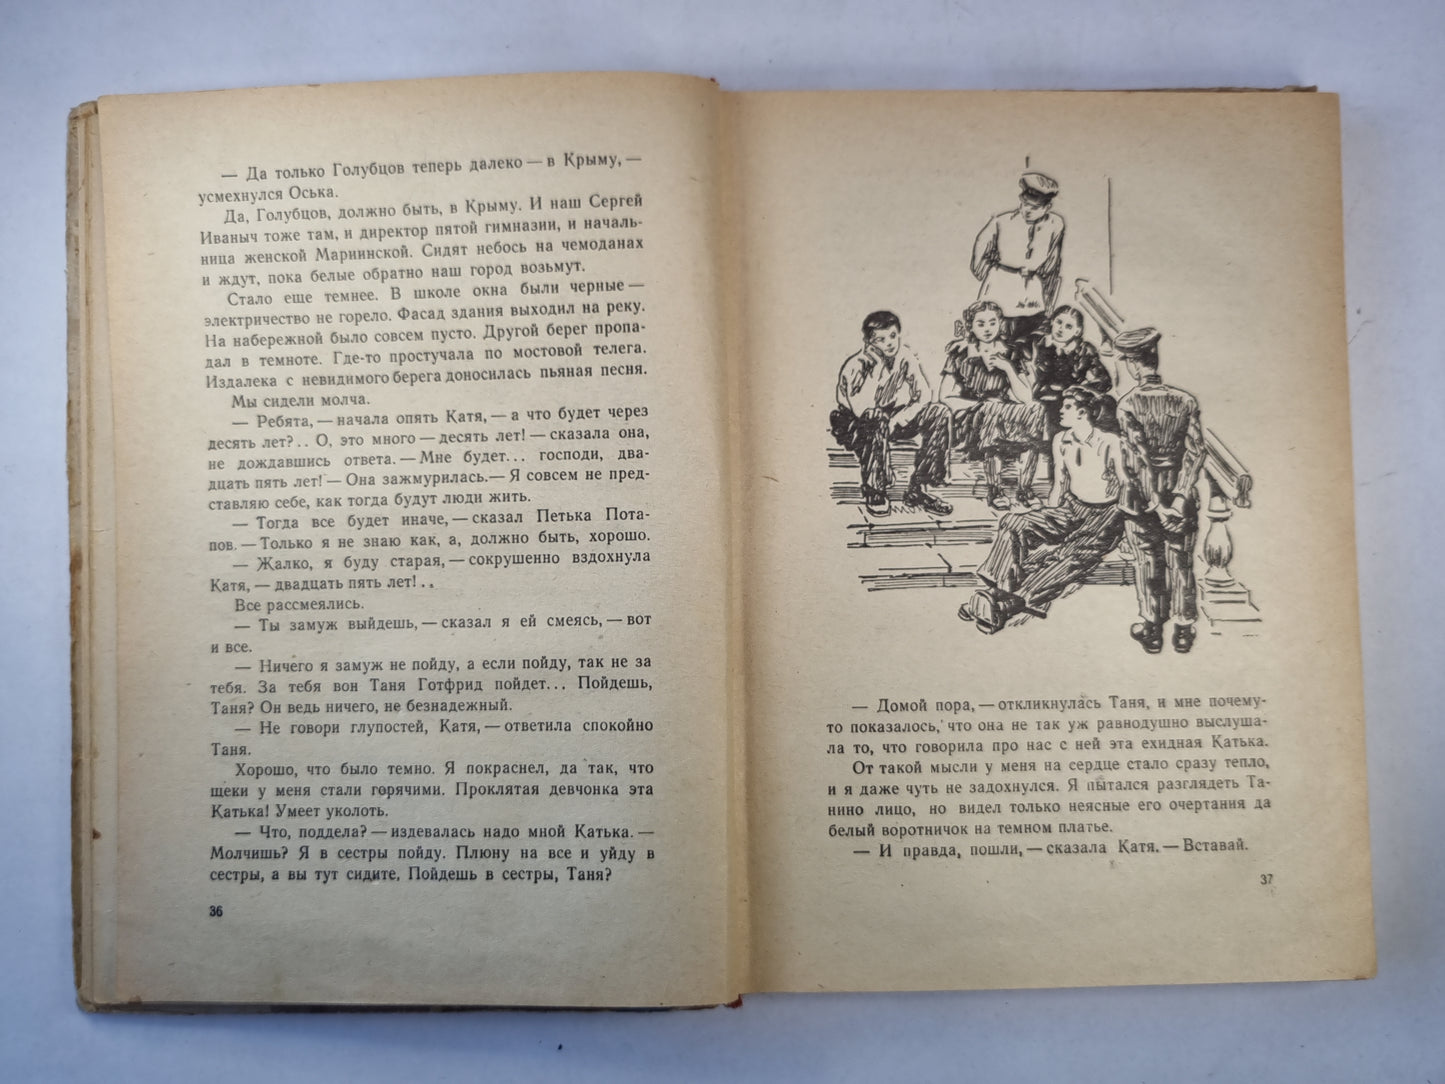 — Да только Голубцов теперь далеко — в Крыму, —
усмехнулся Оська.
Да, Голубцов, должно быть, в Крыму. И наш Сергей
Иваныч тоже там, и директор пятой гимназии, и началь-
ница женской Мариинской. Сидят небось на чемоданах
и ждут, пока белые обратно наш город возьмут.
Стало еще темнее. В школе окна были черные —
электричество не горело. Фасад здания выходил на реку.
На набережной было совсем пусто. Другой берег пропа-
дал в темноте. Где-то простучала по мостовой телега.
Издалека с невидимого берега доносилась пьяная песня.
Мы сидели молча.
— Ребята, — начала опять Катя, — а что будет через
десять лет?.. О, это много — десять лет! — сказала она,
не дождавшись ответа. — Мне будет... господи, два-
дцать пять лет! — Она зажмурилась. — Я совсем не пред-
ставляю себе, как тогда будут люди жить.
— Тогда все будет иначе, — сказал Петька Пота-
пов. — Только я не знаю как, а, должно быть, хорошо.
— Жалко, я буду старая, — сокрушенно вздохнула
Катя, — двадцать пять лет!..
Все рассмеялись.
— Ты замуж выйдешь, — сказал я ей смеясь, — вот
и все.
— Ничего я замуж не пойду, а если пойду, так не за
тебя. За тебя вон Таня Готфрид пойдет... Пойдешь,
Таня? Он ведь ничего, не безнадежный.
— Не говори глупостей, Катя, — ответила спокойно
Таня.
Хорошо, что было темно. Я покраснел, да так, что
щеки у меня стали горячими. Проклятая девчонка эта
Катька! Умеет уколоть.
— Что, поддела? — издевалась надо мной Катька. —
Молчишь? Я в сестры пойду. Плюну на все и уйду в
сестры, а вы тут сидите. Пойдешь в сестры, Таня?
36
— Домой пора, — откликнулась Таня, и мне почему-
то показалось, что она не так уж равнодушно выслуша-
ла то, что говорила про нас с ней эта ехидная Катька.
От такой мысли у меня на сердце стало сразу тепло,
и я даже чуть не задохнулся. Я пытался разглядеть Та-
нино лицо, но видел только неясные его очертания да
белый воротничок на темном платье.
— И правда, пошли, — сказала Катя. — Вставай.
37